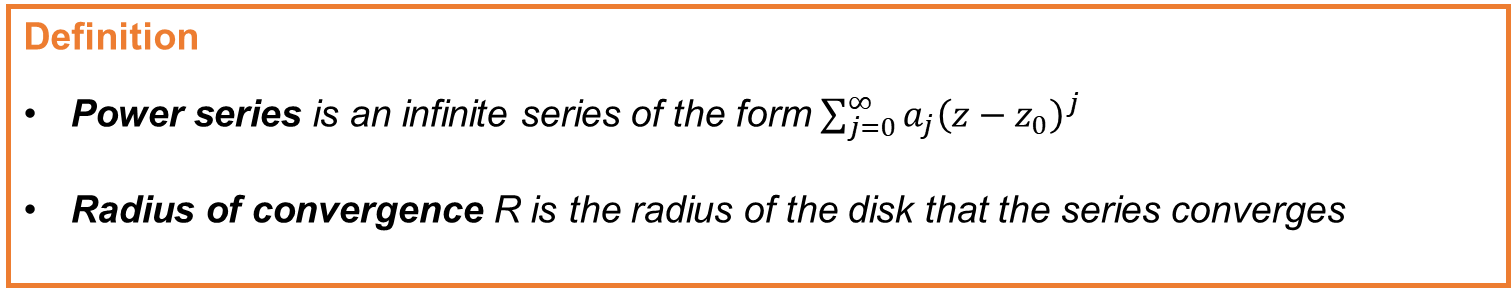 Definition
• Power series is an infinite series of the form ∑_{j=0}^{∞} a_j(z − z_0)^j
• Radius of convergence R is the radius of the disk that the series converges